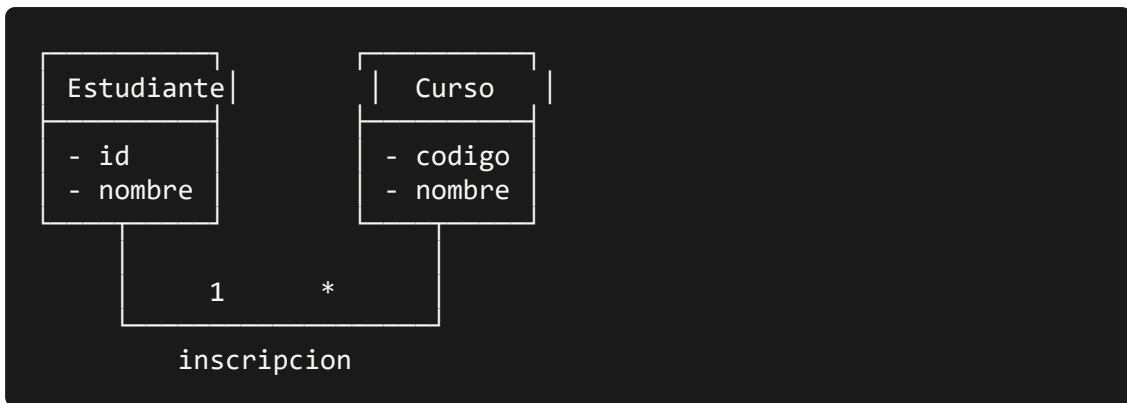 Estudiante Curso
- id - codigo
- nombre - nombre
1 *
inscripcion